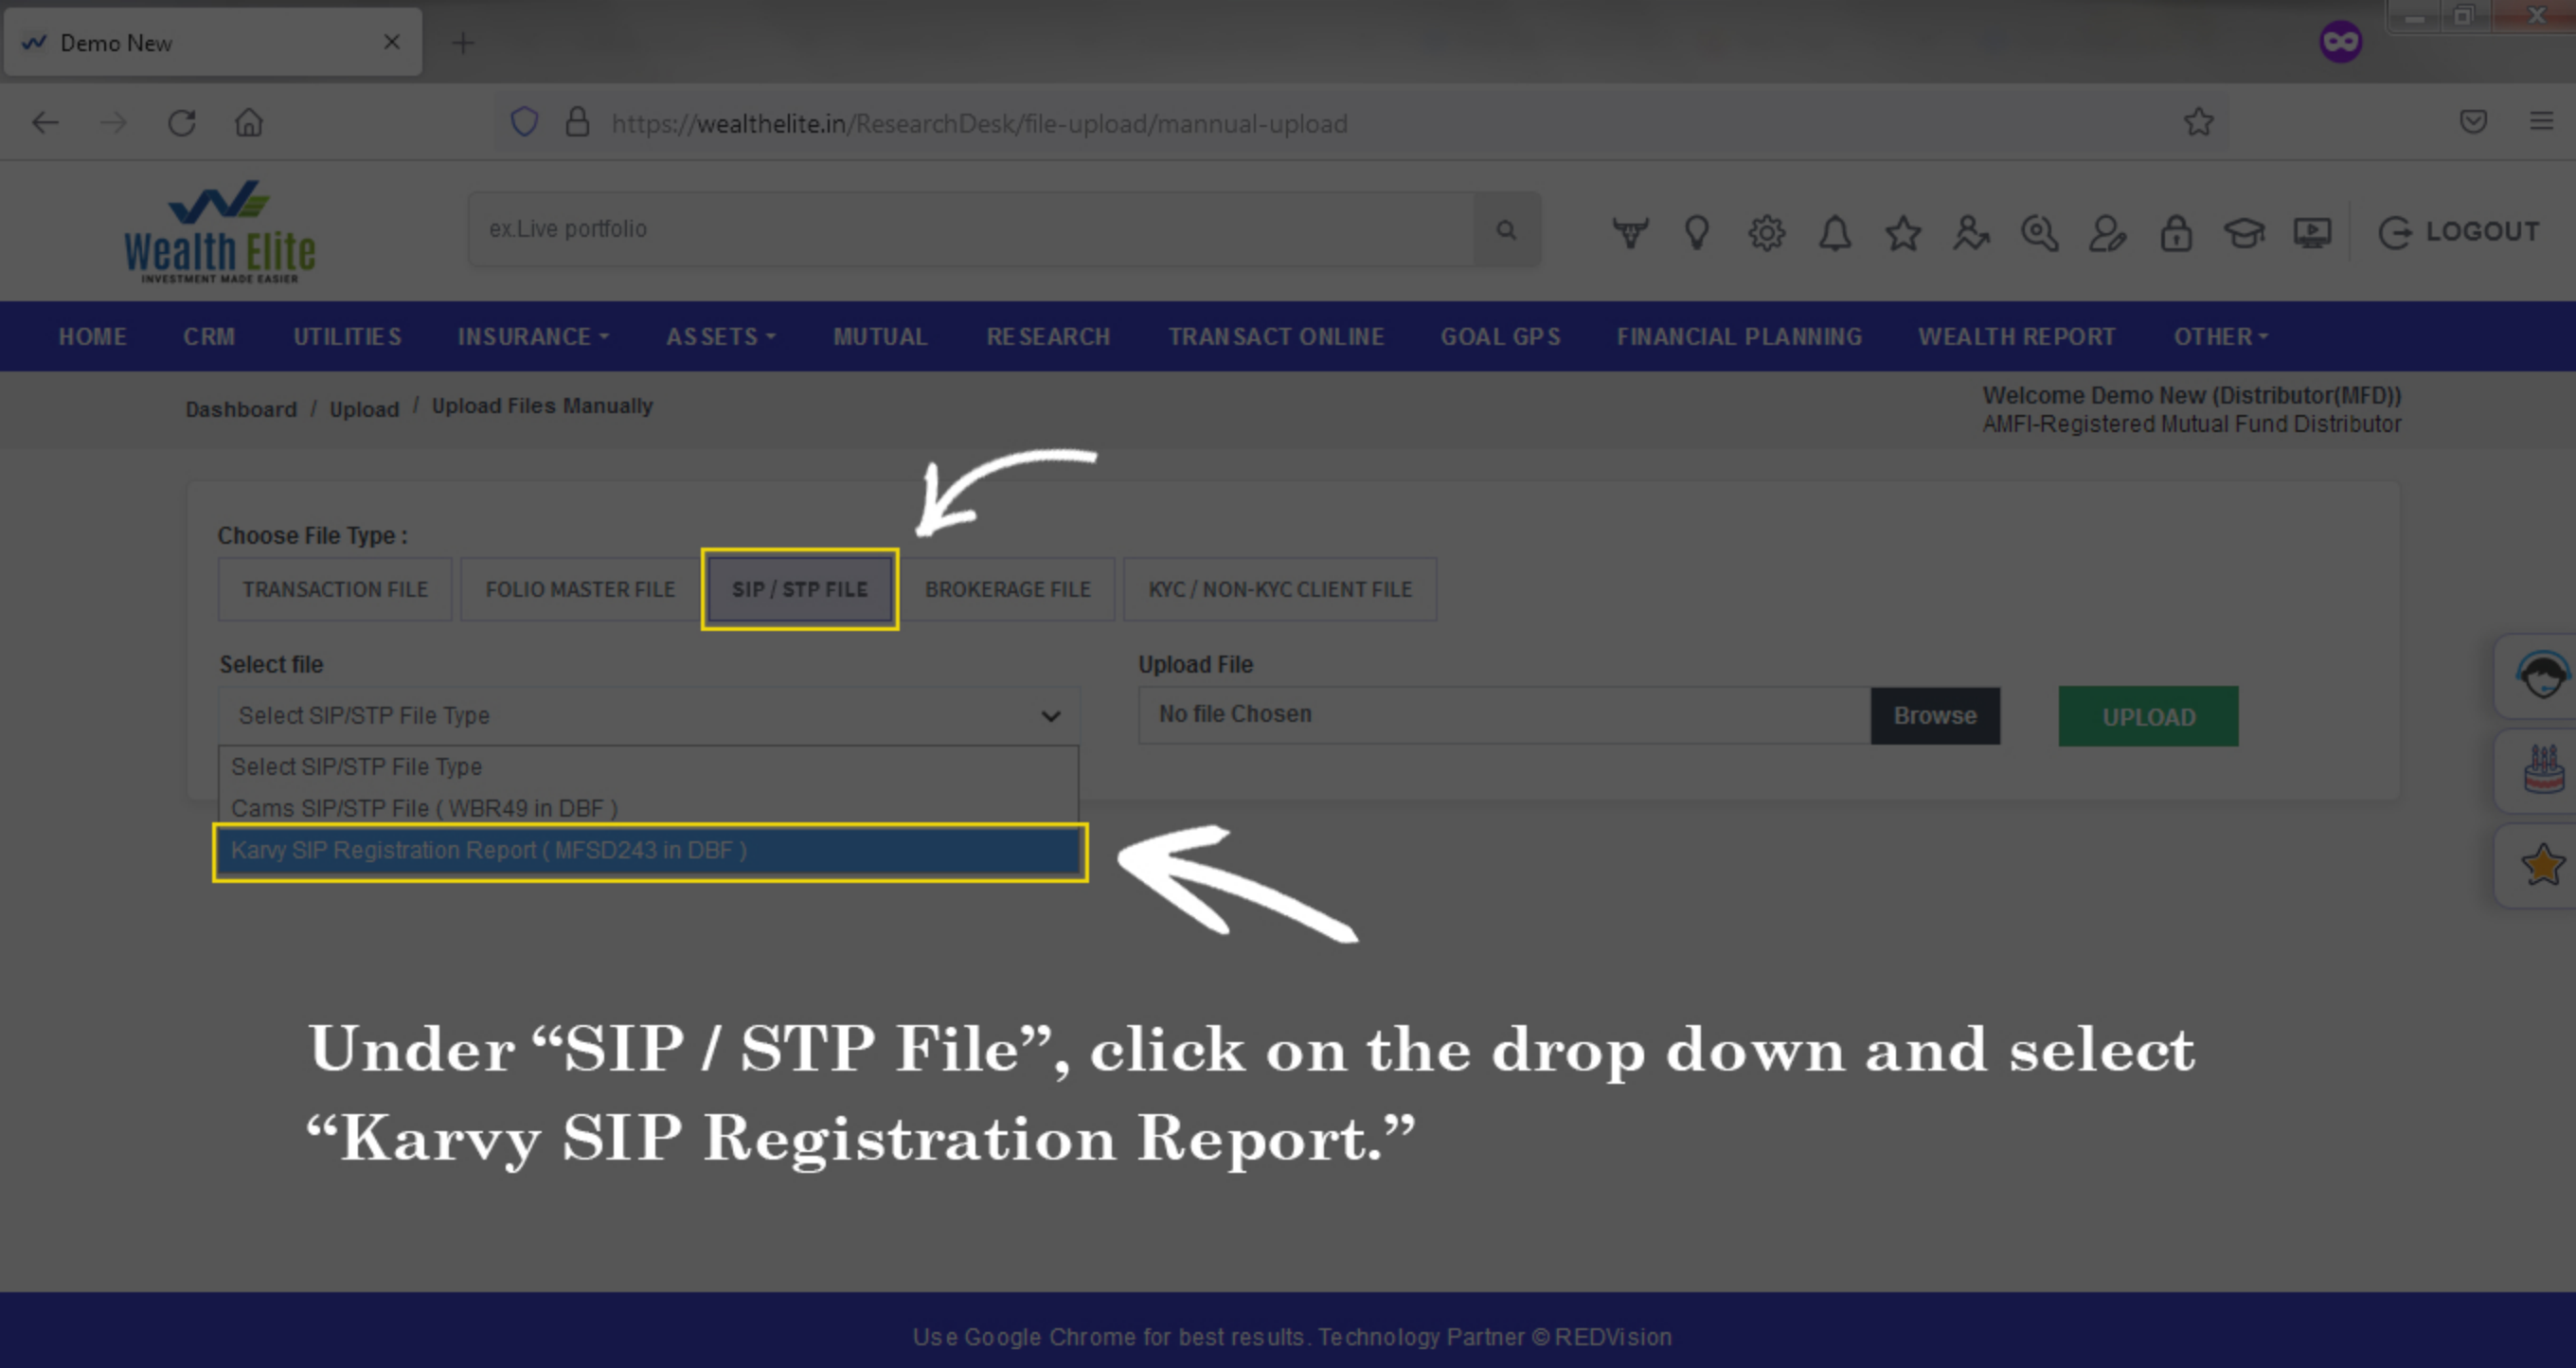 Demo New
https://wealthelite.in/ResearchDesk/file-upload/mannual-upload
Wealth Elite
INVESTMENT MADE EASIER
ex.Live portfolio
LOGOUT
HOME CRM UTILITIES INSURANCE ASSETS MUTUAL RESEARCH TRANSACT ONLINE GOAL GPS FINANCIAL PLANNING WEALTH REPORT OTHER
Dashboard / Upload / Upload Files Manually
Welcome Demo New (Distributor(MFD))
AMFI-Registered Mutual Fund Distributor
Choose File Type :
TRANSACTION FILE FOLIO MASTER FILE SIP / STP FILE BROKERAGE FILE KYC / NON-KYC CLIENT FILE
Select file Upload File
Select SIP/STP File Type No file Chosen Browse UPLOAD
Select SIP/STP File Type
Cams SIP/STP File ( WBR49 in DBF )
Karvy SIP Registration Report ( MFSD243 in DBF )
Under “SIP / STP File”, click on the drop down and select
“Karvy SIP Registration Report.”
Use Google Chrome for best results. Technology Partner © REDVision